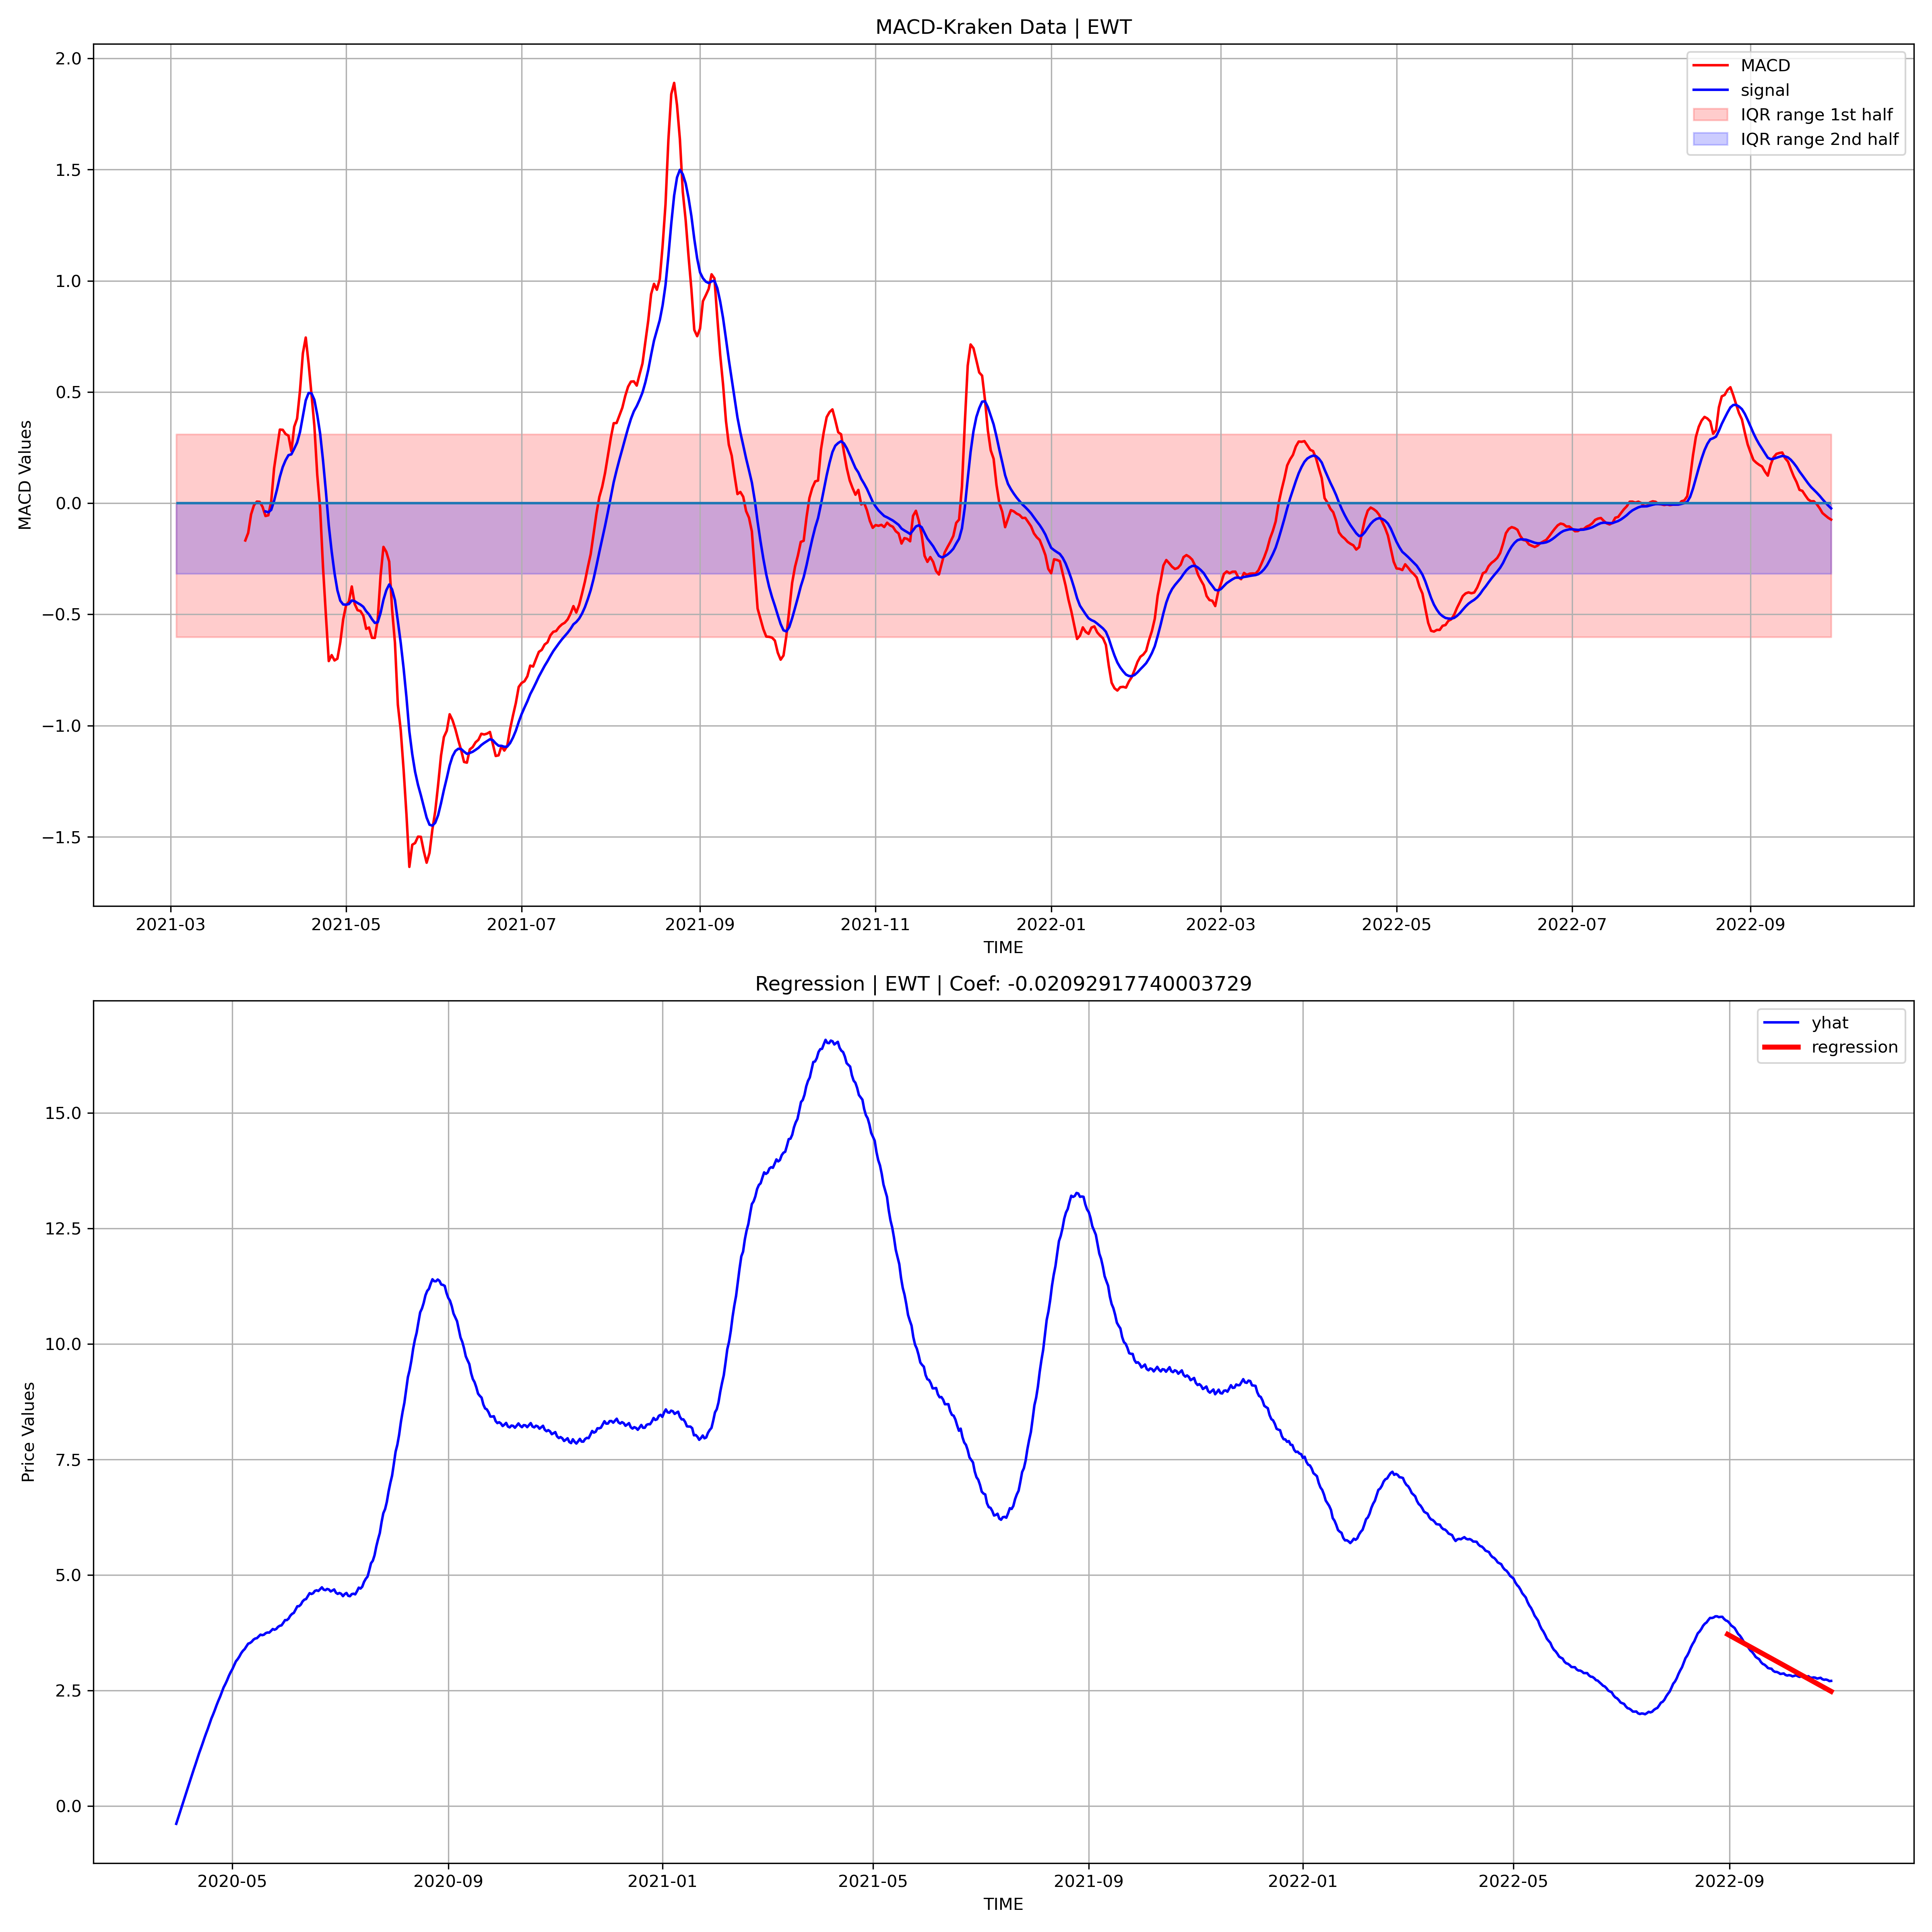 MACD-Kraken Data | EWT
MACD
signal
IQR range 1st half
IQR range 2nd half
MACD Values
2.0
1.5
1.0
0.5
0.0
−0.5
−1.0
−1.5
2021-03 2021-05 2021-07 2021-09 2021-11 2022-01 2022-03 2022-05 2022-07 2022-09
TIME
Regression | EWT | Coef: -0.02092917740003729
yhat
regression
Price Values
15.0
12.5
10.0
7.5
5.0
2.5
0.0
2020-05 2020-09 2021-01 2021-05 2021-09 2022-01 2022-05 2022-09
TIME